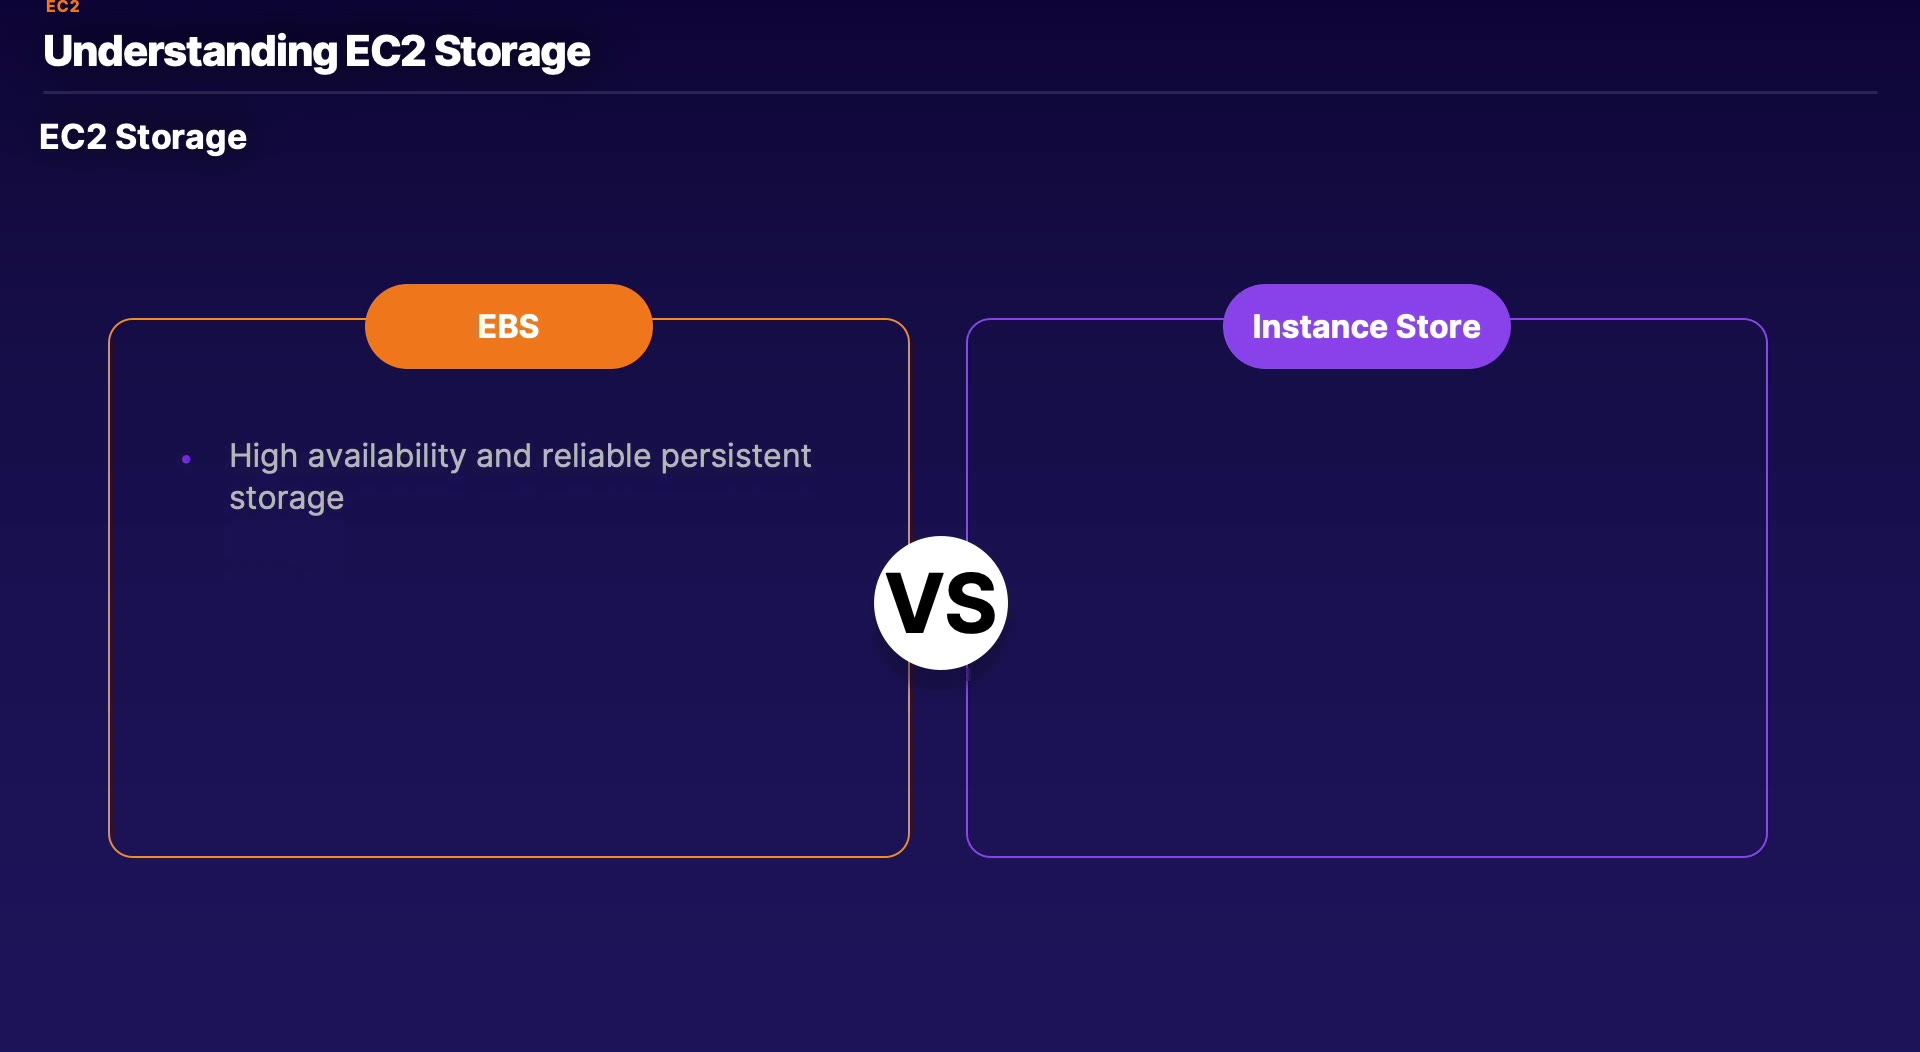 EC2
Understanding EC2 Storage
EC2 Storage
EBS
Instance Store
High availability and reliable persistent
storage
VS